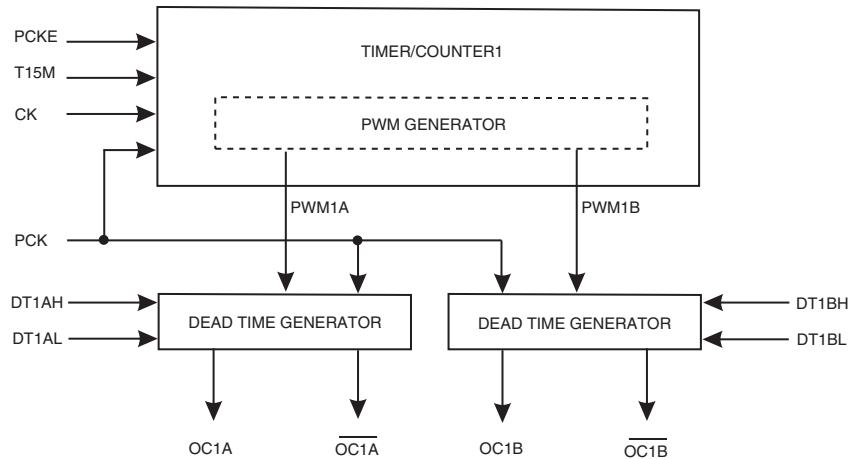 PCKE
TIMER/COUNTER1
T15M
CK
PWM GENERATOR
PWM1A
PWM1B
PCK
DT1AH
DT1BH
DEAD TIME GENERATOR
DEAD TIME GENERATOR
DT1AL
DT1BL
OC1A
OC1A
OC1B
OC1B